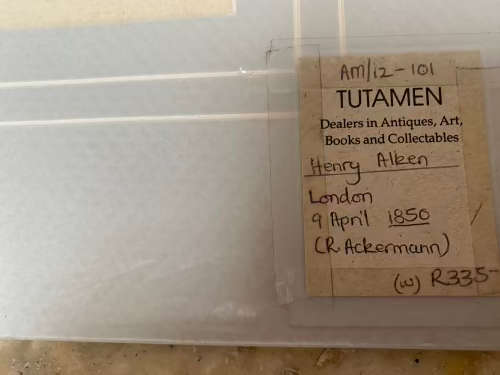 AM/12-101
TUTAMEN
Dealers in Antiques, Art,
Books and Collectables
Henry Alken
London
9 April 1850
(R Ackermann)
(w) R335-